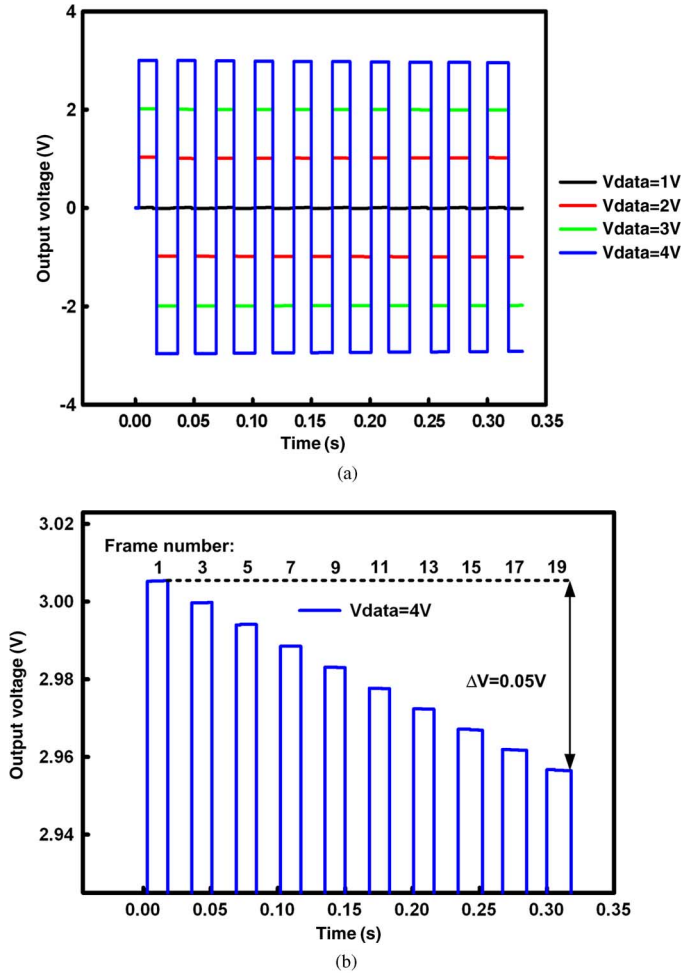 4
2
0
-2
-4
Output voltage (V)
0.00 0.05 0.10 0.15 0.20 0.25 0.30 0.35
Time (s)
Vdata=1V
Vdata=2V
Vdata=3V
Vdata=4V
(a)
3.02
3.00
2.98
2.96
2.94
Output voltage (V)
Frame number:
1 3 5 7 9 11 13 15 17 19
Vdata=4V
ΔV=0.05V
0.00 0.05 0.10 0.15 0.20 0.25 0.30 0.35
Time (s)
(b)